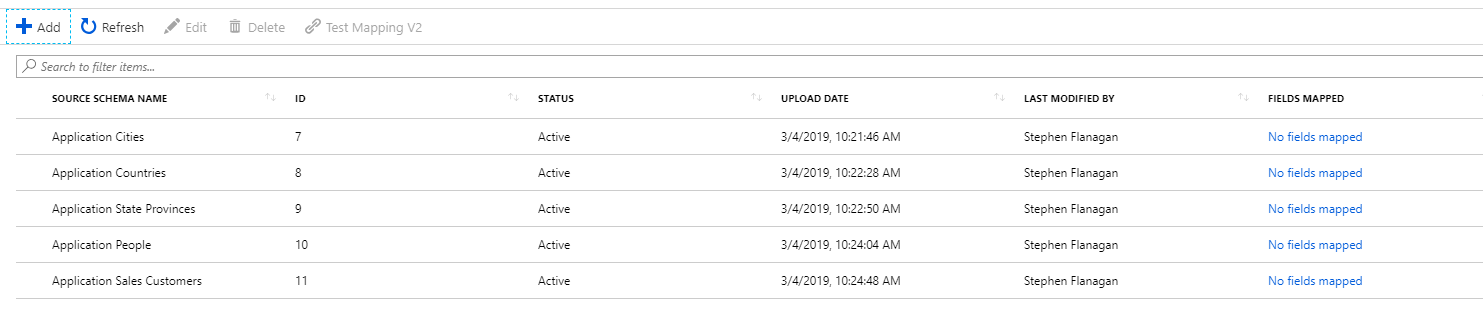 Add Refresh Edit Delete Test Mapping V2
Search to filter items...
SOURCE SCHEMA NAME ID STATUS UPLOAD DATE LAST MODIFIED BY FIELDS MAPPED
Application Cities 7 Active 3/4/2019, 10:21:46 AM Stephen Flanagan No fields mapped
Application Countries 8 Active 3/4/2019, 10:22:28 AM Stephen Flanagan No fields mapped
Application State Provinces 9 Active 3/4/2019, 10:22:50 AM Stephen Flanagan No fields mapped
Application People 10 Active 3/4/2019, 10:24:04 AM Stephen Flanagan No fields mapped
Application Sales Customers 11 Active 3/4/2019, 10:24:48 AM Stephen Flanagan No fields mapped